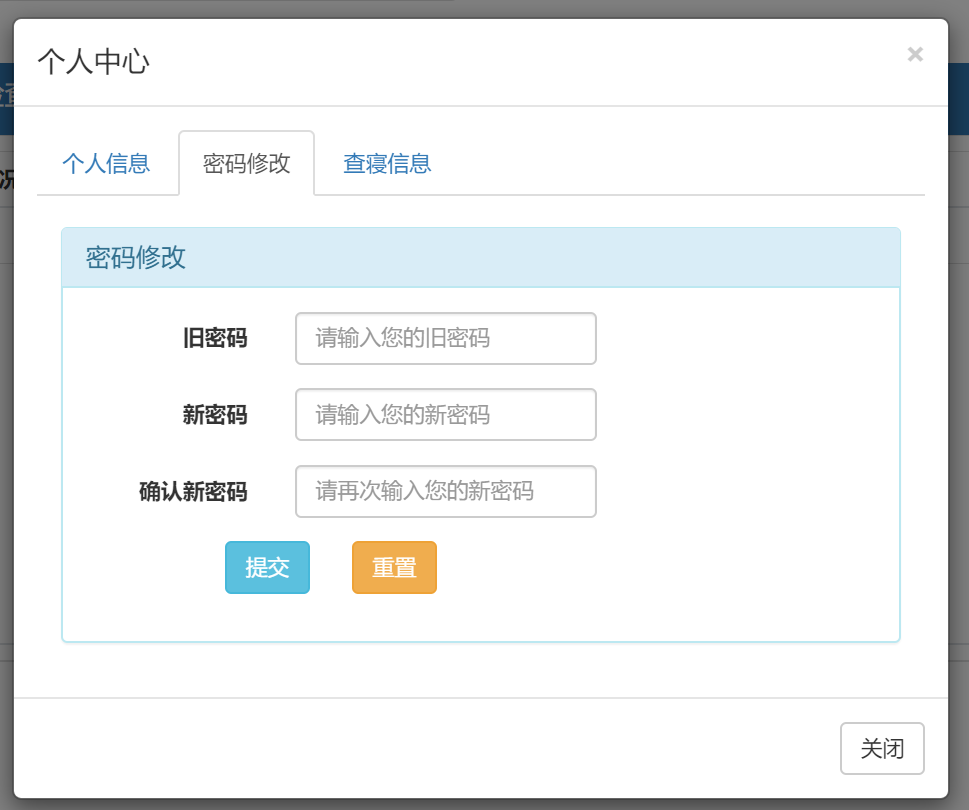 个人中心
×
个人信息 密码修改 查寝信息
密码修改
旧密码 请输入您的旧密码
新密码 请输入您的新密码
确认新密码 请再次输入您的新密码
提交 重置
关闭